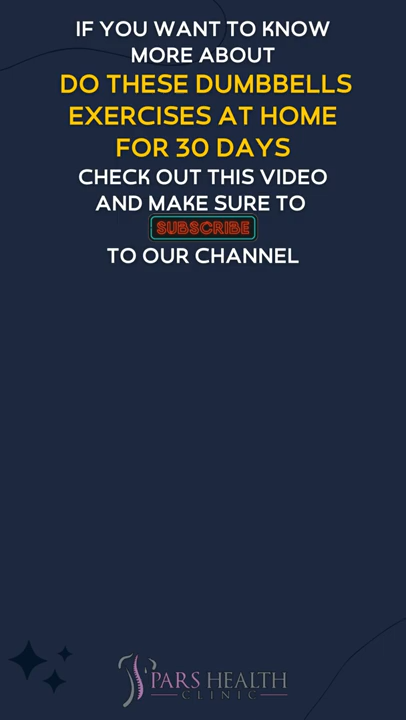 IF YOU WANT TO KNOW
MORE ABOUT
DO THESE DUMBBELLS
EXERCISES AT HOME
FOR 30 DAYS
CHECK OUT THIS VIDEO
AND MAKE SURE TO
SUBSCRIBE
TO OUR CHANNEL
PARS HEALTH
CLINIC